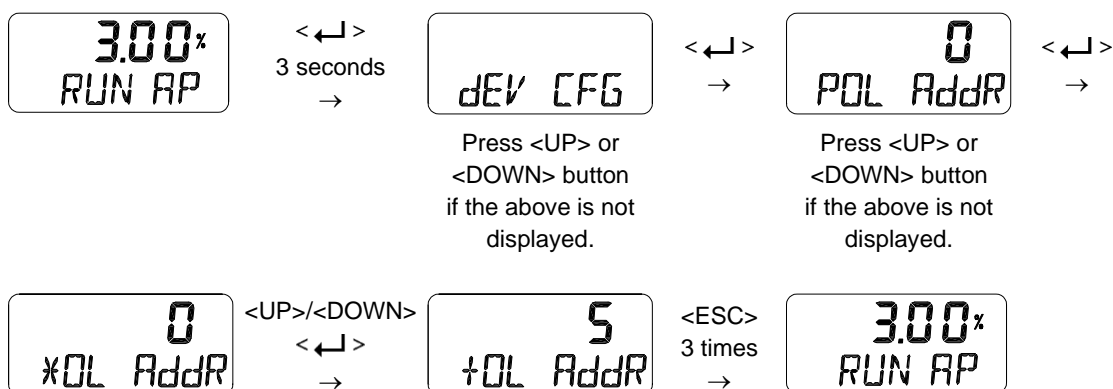 3.00%
RUN AP
< ↵ >
3 seconds
→
dEV CFG
Press <UP> or
<DOWN> button
if the above is not
displayed.
< ↵ >
→
0
POL AddR
Press <UP> or
<DOWN> button
if the above is not
displayed.
< ↵ >
→
0
*OL AddR
<UP>/<DOWN>
< ↵ >
→
5
+OL AddR
<ESC>
3 times
→
3.00%
RUN AP